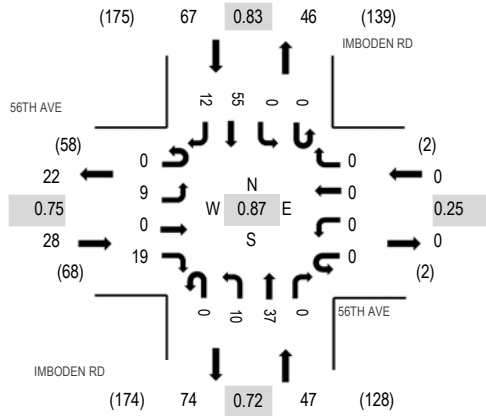 (175) 67 0.83 46 (139)
IMBODEN RD
12 55 0 0
56TH AVE
(58) 0 0 (2)
22 0
9 N 0
0.75 W 0.87 E 0.25
0 0
28 S 0
19 0
(68) (2)
0 10 37 0
56TH AVE
IMBODEN RD
(174) 74 0.72 47 (128)